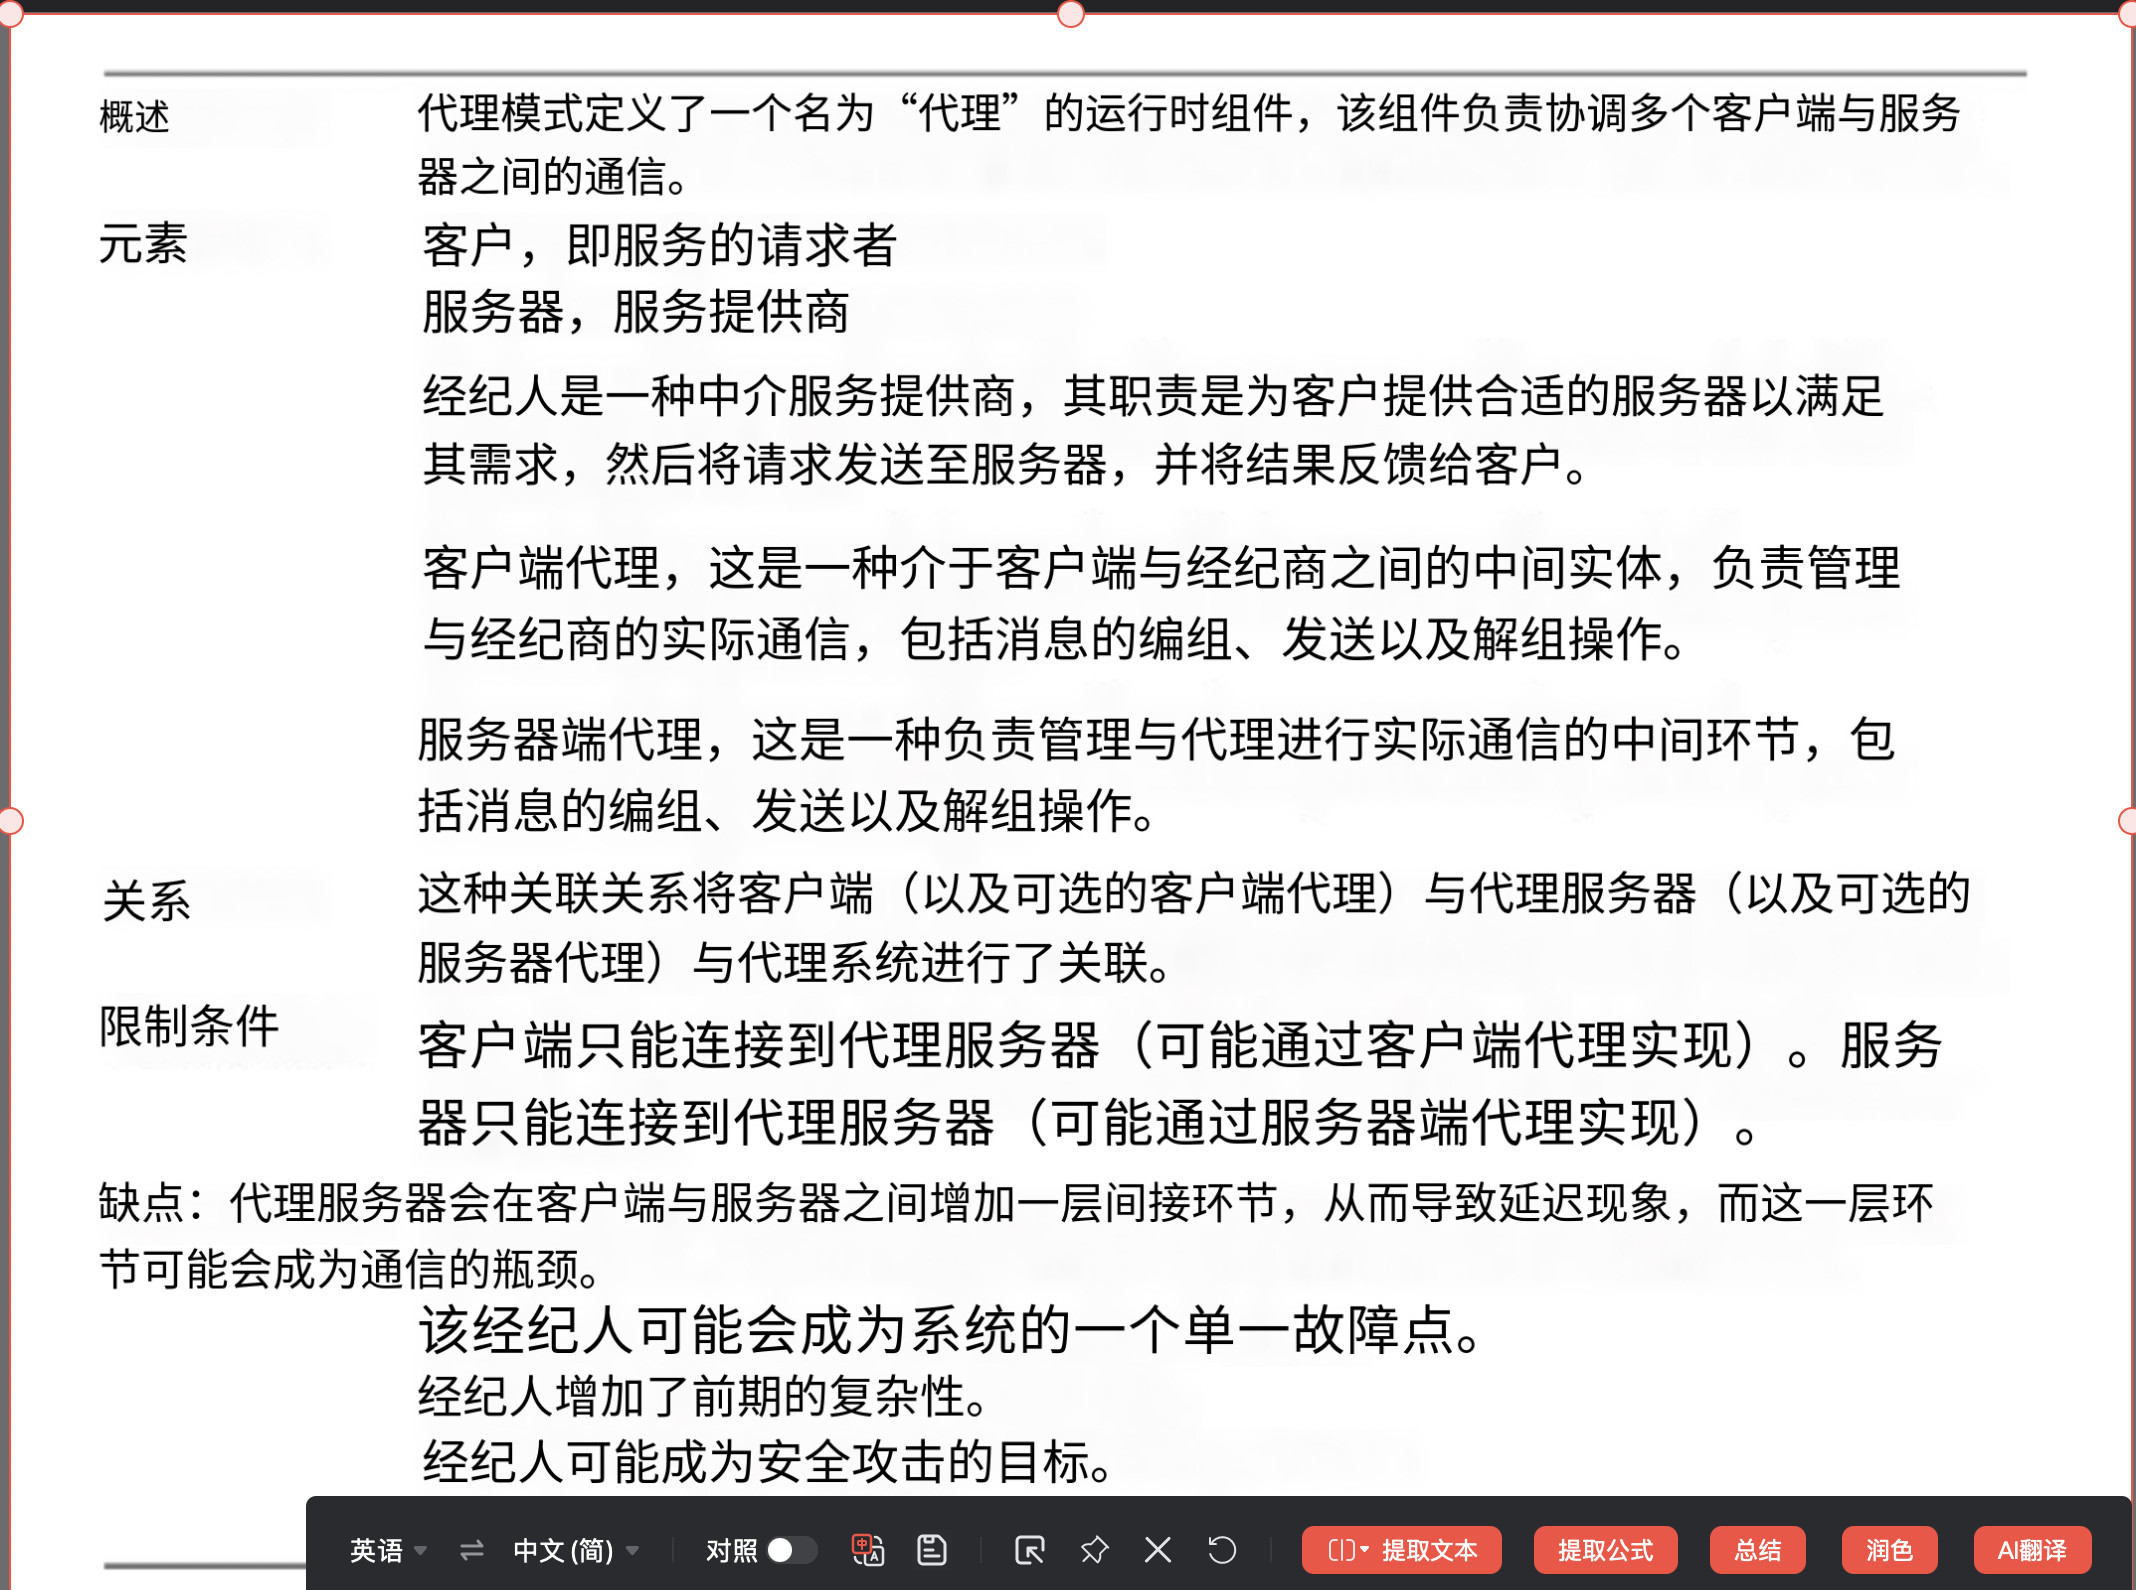 概述
代理模式定义了一个名为“代理”的运行时组件，该组件负责协调多个客户端与服务
器之间的通信。
元素
客户，即服务的请求者
服务器，服务提供商
经纪人是一种中介服务提供商，其职责是为客户提供合适的服务器以满足
其需求，然后将请求发送至服务器，并将结果反馈给客户。
客户端代理，这是一种介于客户端与经纪商之间的中间实体，负责管理
与经纪商的实际通信，包括消息的编组、发送以及解组操作。
服务器端代理，这是一种负责管理与代理进行实际通信的中间环节，包
括消息的编组、发送以及解组操作。
关系
这种关联关系将客户端（以及可选的客户端代理）与代理服务器（以及可选的
服务器代理）与代理系统进行了关联。
限制条件
客户端只能连接到代理服务器（可能通过客户端代理实现）。服务
器只能连接到代理服务器（可能通过服务器端代理实现）。
缺点：代理服务器会在客户端与服务器之间增加一层间接环节，从而导致延迟现象，而这一层环
节可能会成为通信的瓶颈。
该经纪人可能会成为系统的一个单一故障点。
经纪人增加了前期的复杂性。
经纪人可能成为安全攻击的目标。
英语 中文 (简) 对照 中 A 提取文本 提取公式 总结 润色 AI翻译